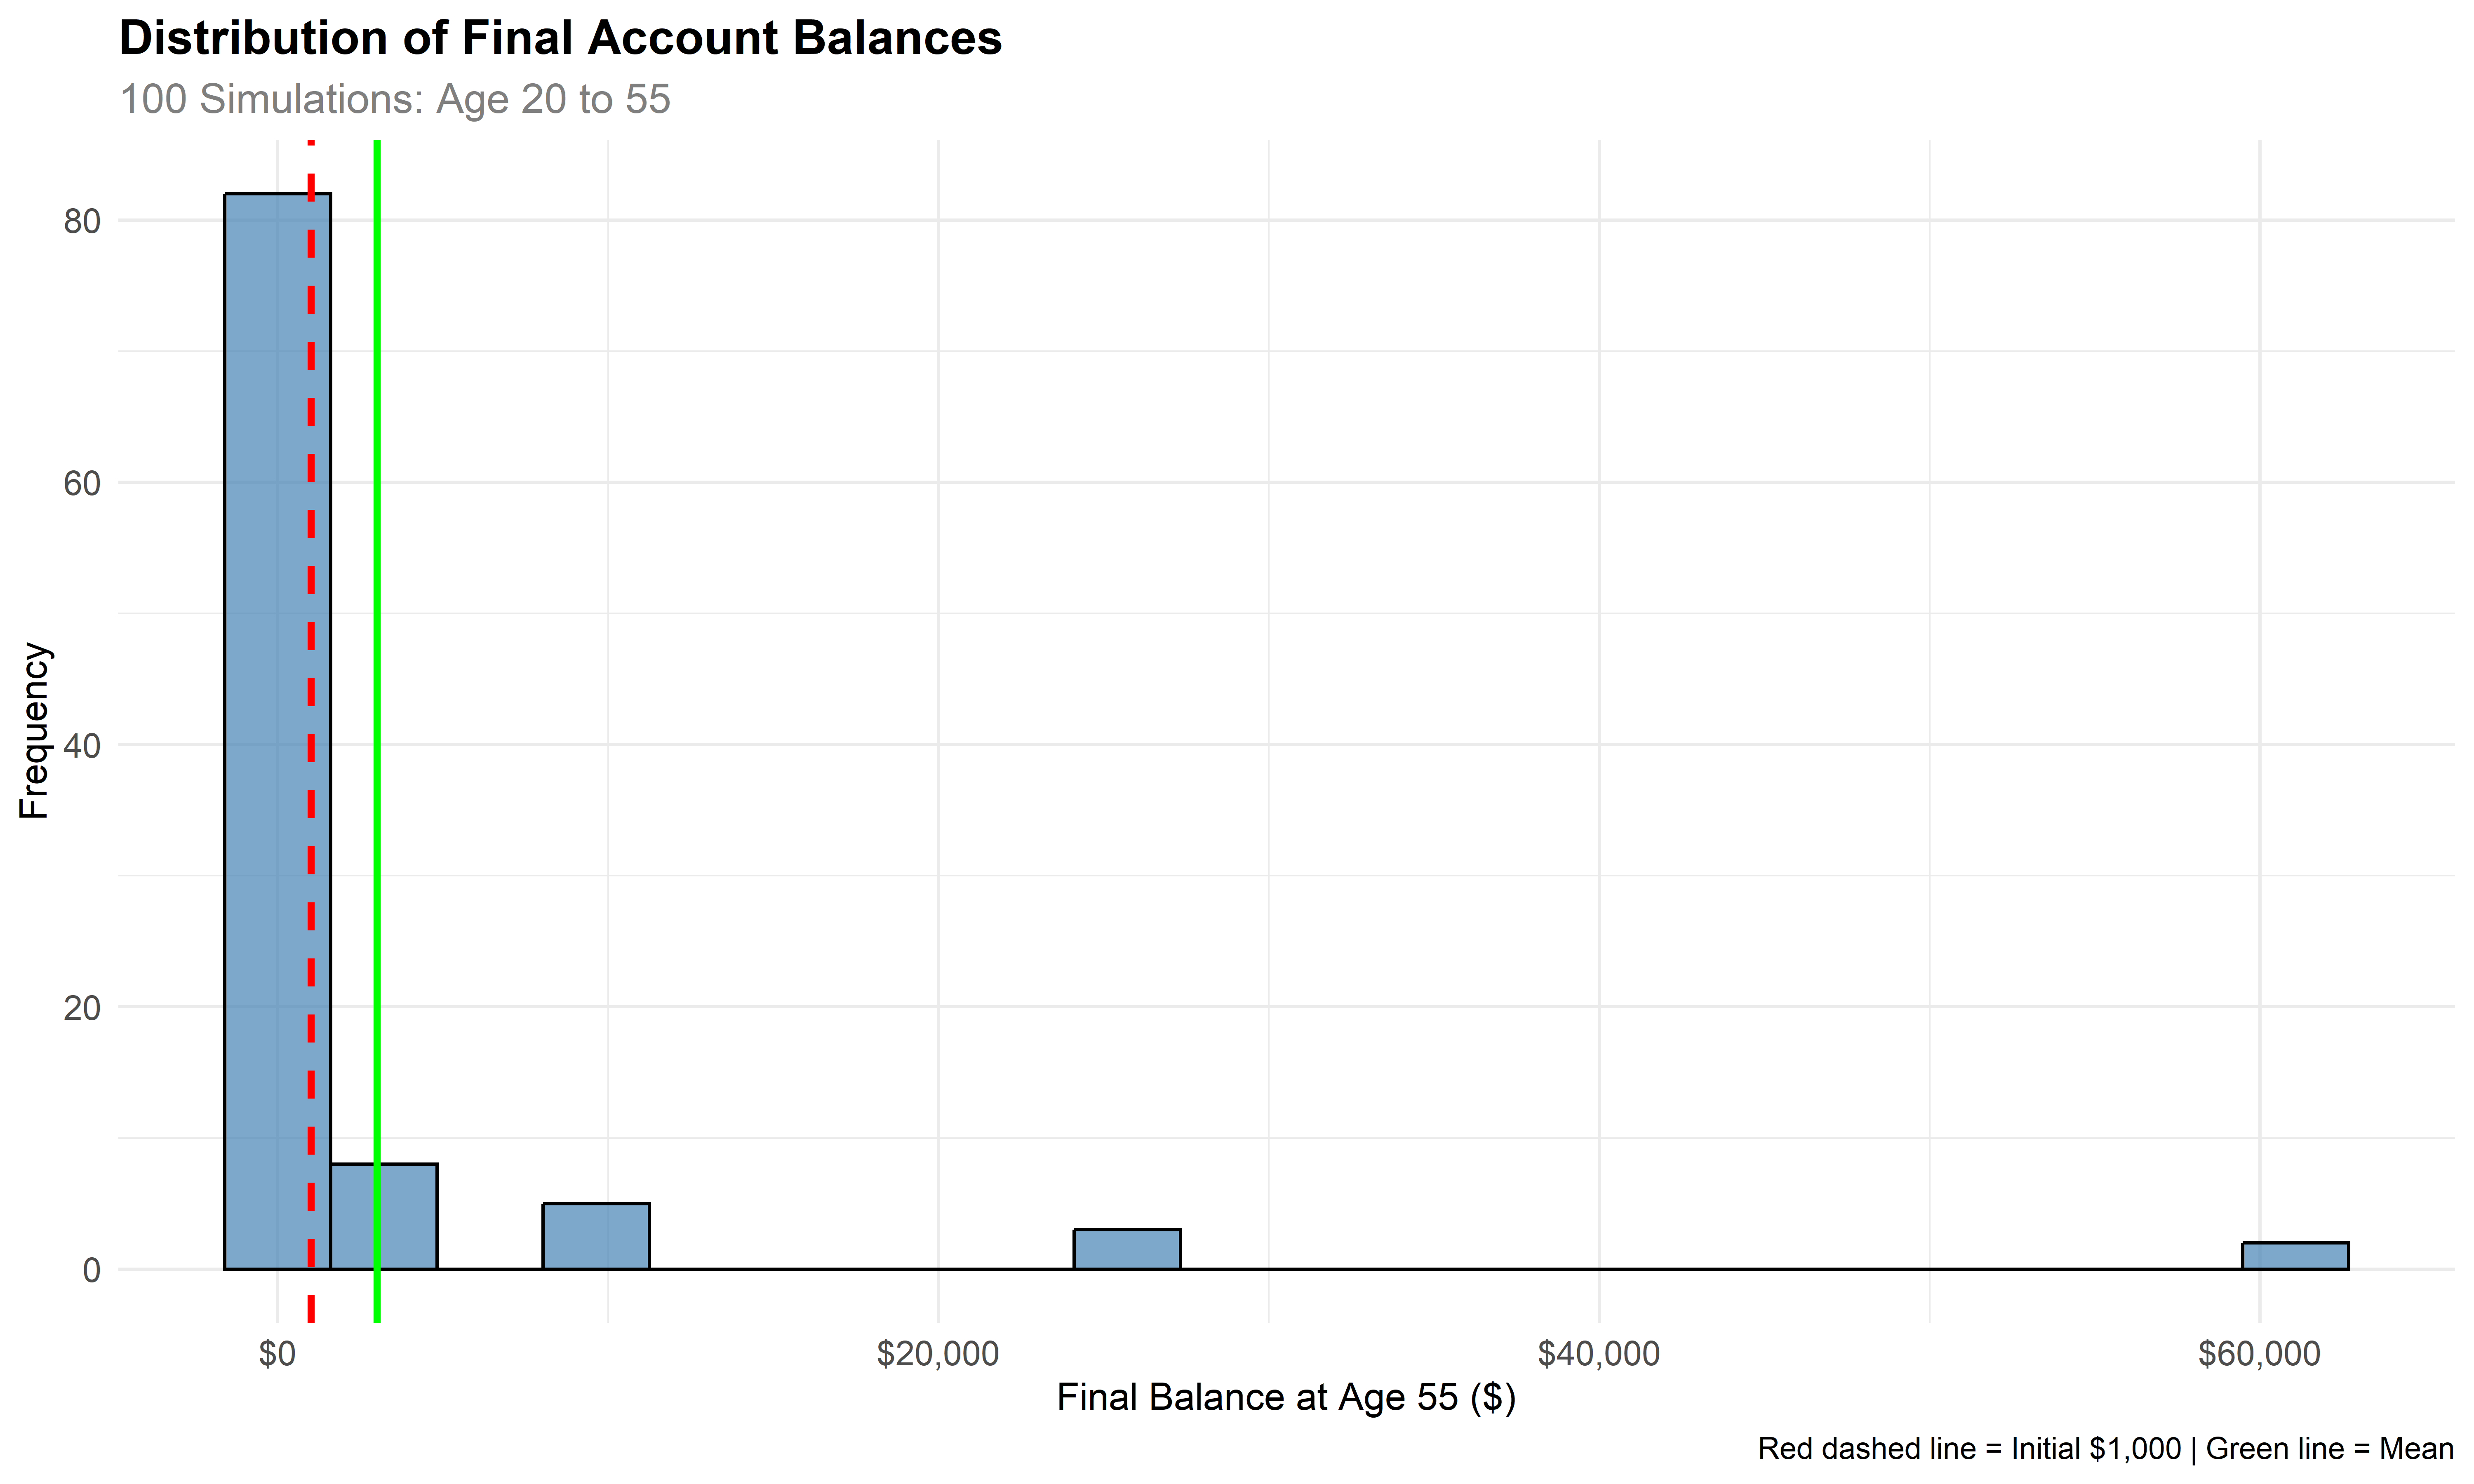 Distribution of Final Account Balances
100 Simulations: Age 20 to 55
80
60
40
20
0
Frequency
$0
$20,000
$40,000
$60,000
Final Balance at Age 55 ($)
Red dashed line = Initial $1,000 | Green line = Mean